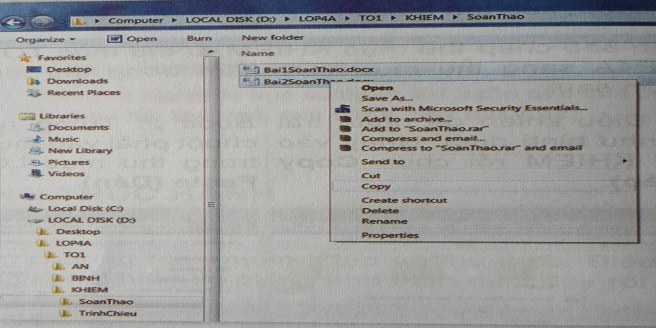 Computer ▸ LOCAL DISK (D:) ▸ LOP4A ▸ TO1 ▸ KHIEM ▸ SoanThao
Organize Open Burn New folder
Favorites
Desktop
Downloads
Recent Places
Libraries
Documents
Music
New Library
Pictures
Videos
Computer
Local Disk (C:)
LOCAL DISK (D:)
Desktop
LOP4A
TO1
AN
BINH
KHIEM
SoanThao
TrinhChieu
Name
Bai1SoanThao.docx
Bai2SoanThao.docx
Open
Save As...
Scan with Microsoft Security Essentials...
Add to archive...
Add to "SoanThao.rar"
Compress and email...
Compress to "SoanThao.rar" and email
Send to
Cut
Copy
Create shortcut
Delete
Rename
Properties